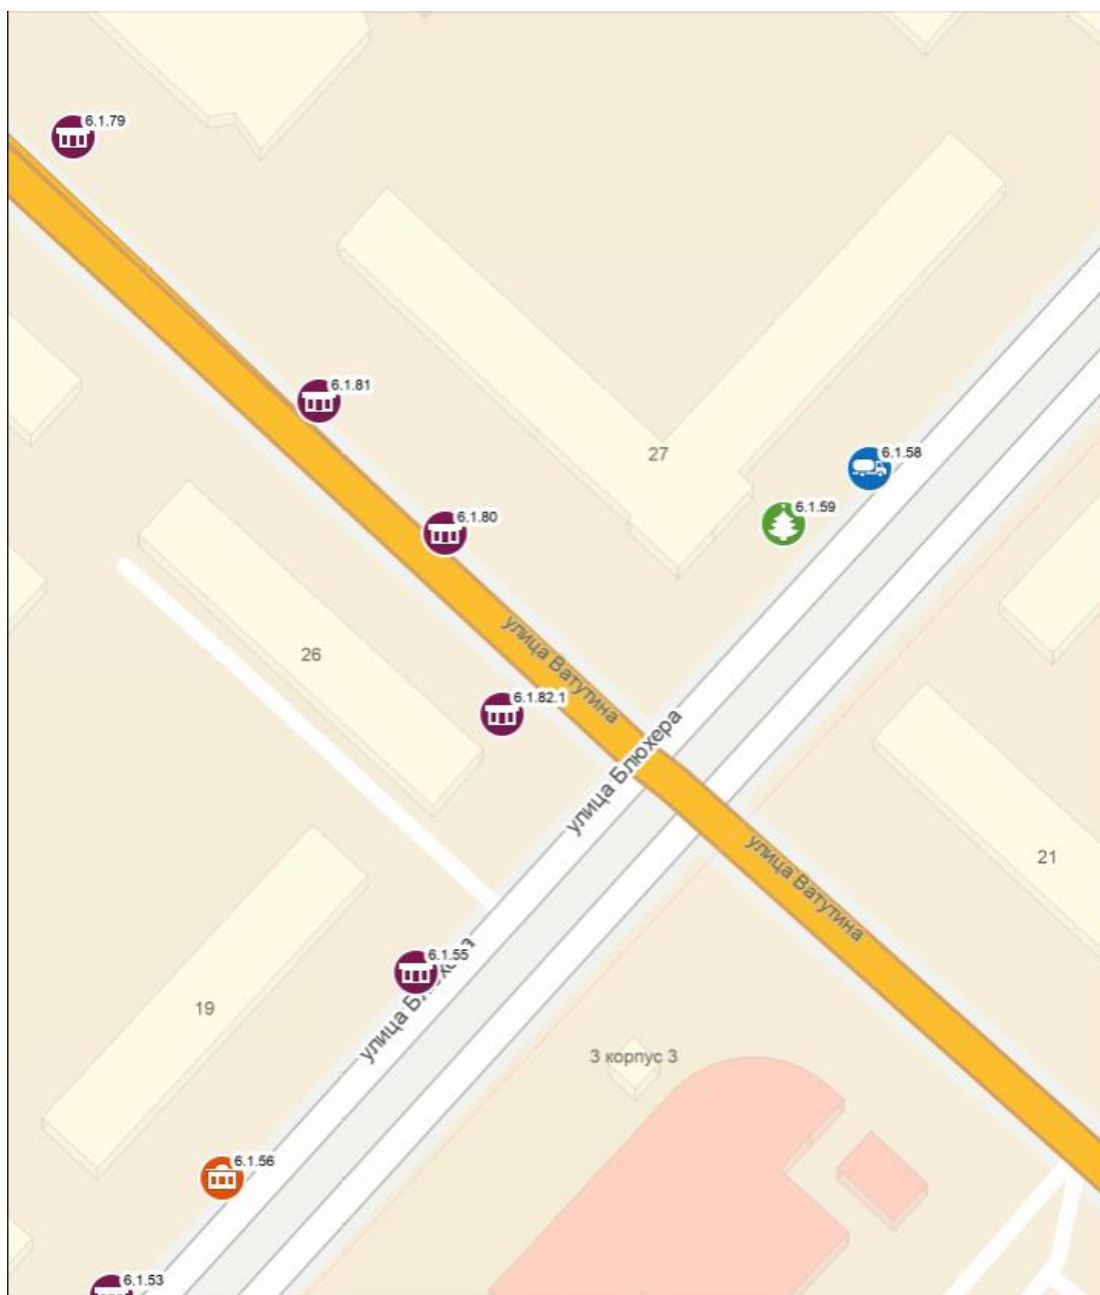 6.1.79
6.1.81
27
6.1.58
6.1.59
6.1.80
улица Ватутина
26
6.1.82.1
улица Блюхера
улица Ватутина
21
6.1.55
улица Блюхера
19
3 корпус 3
6.1.56
6.1.53